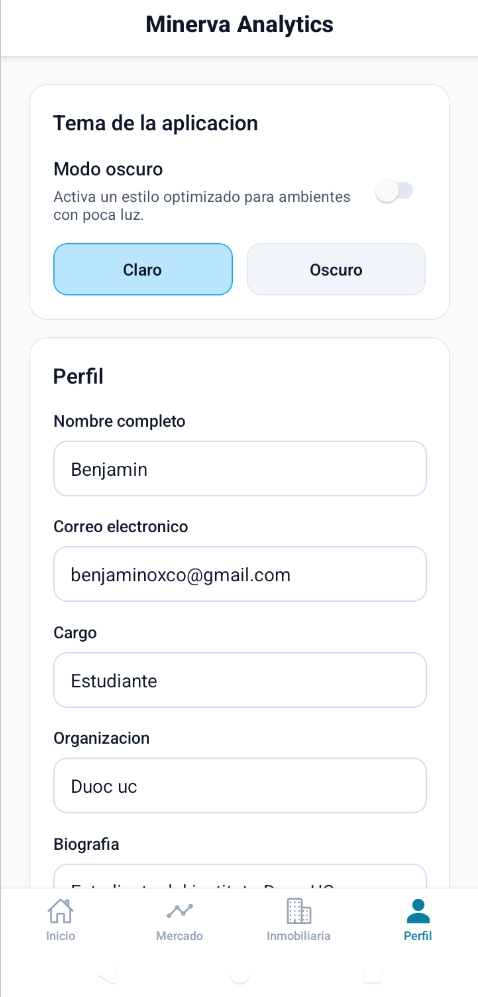 Minerva Analytics
Tema de la aplicacion
Modo oscuro
Activa un estilo optimizado para ambientes
con poca luz.
Claro
Oscuro
Perfil
Nombre completo
Benjamin
Correo electronico
benjaminoxco@gmail.com
Cargo
Estudiante
Organizacion
Duoc uc
Biografia
Inicio
Mercado
Inmobiliaria
Perfil